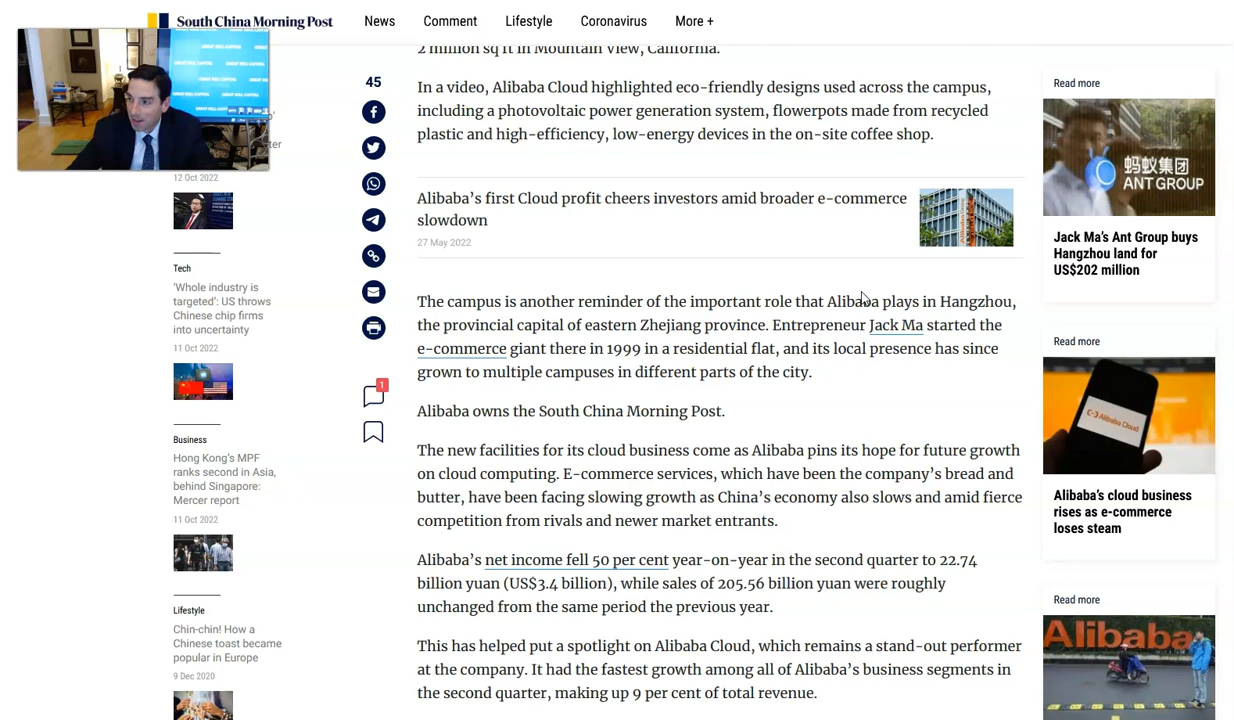 South China Morning Post
News
Comment
Lifestyle
Coronavirus
More +
2 million sq ft in Mountain View, California.
45
In a video, Alibaba Cloud highlighted eco-friendly designs used across the campus,
including a photovoltaic power generation system, flowerpots made from recycled
plastic and high-efficiency, low-energy devices in the on-site coffee shop.
12 Oct 2022
Tech
‘Whole industry is
targeted’: US throws
Chinese chip firms
into uncertainty
11 Oct 2022
Business
Hong Kong’s MPF
ranks second in Asia,
behind Singapore:
Mercer report
11 Oct 2022
Lifestyle
Chin-chin! How a
Chinese toast became
popular in Europe
9 Dec 2020
1
Alibaba’s first Cloud profit cheers investors amid broader e-commerce
slowdown
27 May 2022
The campus is another reminder of the important role that Alibaba plays in Hangzhou,
the provincial capital of eastern Zhejiang province. Entrepreneur Jack Ma started the
e-commerce giant there in 1999 in a residential flat, and its local presence has since
grown to multiple campuses in different parts of the city.
Alibaba owns the South China Morning Post.
The new facilities for its cloud business come as Alibaba pins its hope for future growth
on cloud computing. E-commerce services, which have been the company’s bread and
butter, have been facing slowing growth as China’s economy also slows and amid fierce
competition from rivals and newer market entrants.
Alibaba’s net income fell 50 per cent year-on-year in the second quarter to 22.74
billion yuan (US$3.4 billion), while sales of 205.56 billion yuan were roughly
unchanged from the same period the previous year.
This has helped put a spotlight on Alibaba Cloud, which remains a stand-out performer
at the company. It had the fastest growth among all of Alibaba’s business segments in
the second quarter, making up 9 per cent of total revenue.
Read more
蚂蚁集团
ANT GROUP
Jack Ma’s Ant Group buys
Hangzhou land for
US$202 million
Read more
Alibaba Cloud
Alibaba’s cloud business
rises as e-commerce
loses steam
Read more
Alibaba